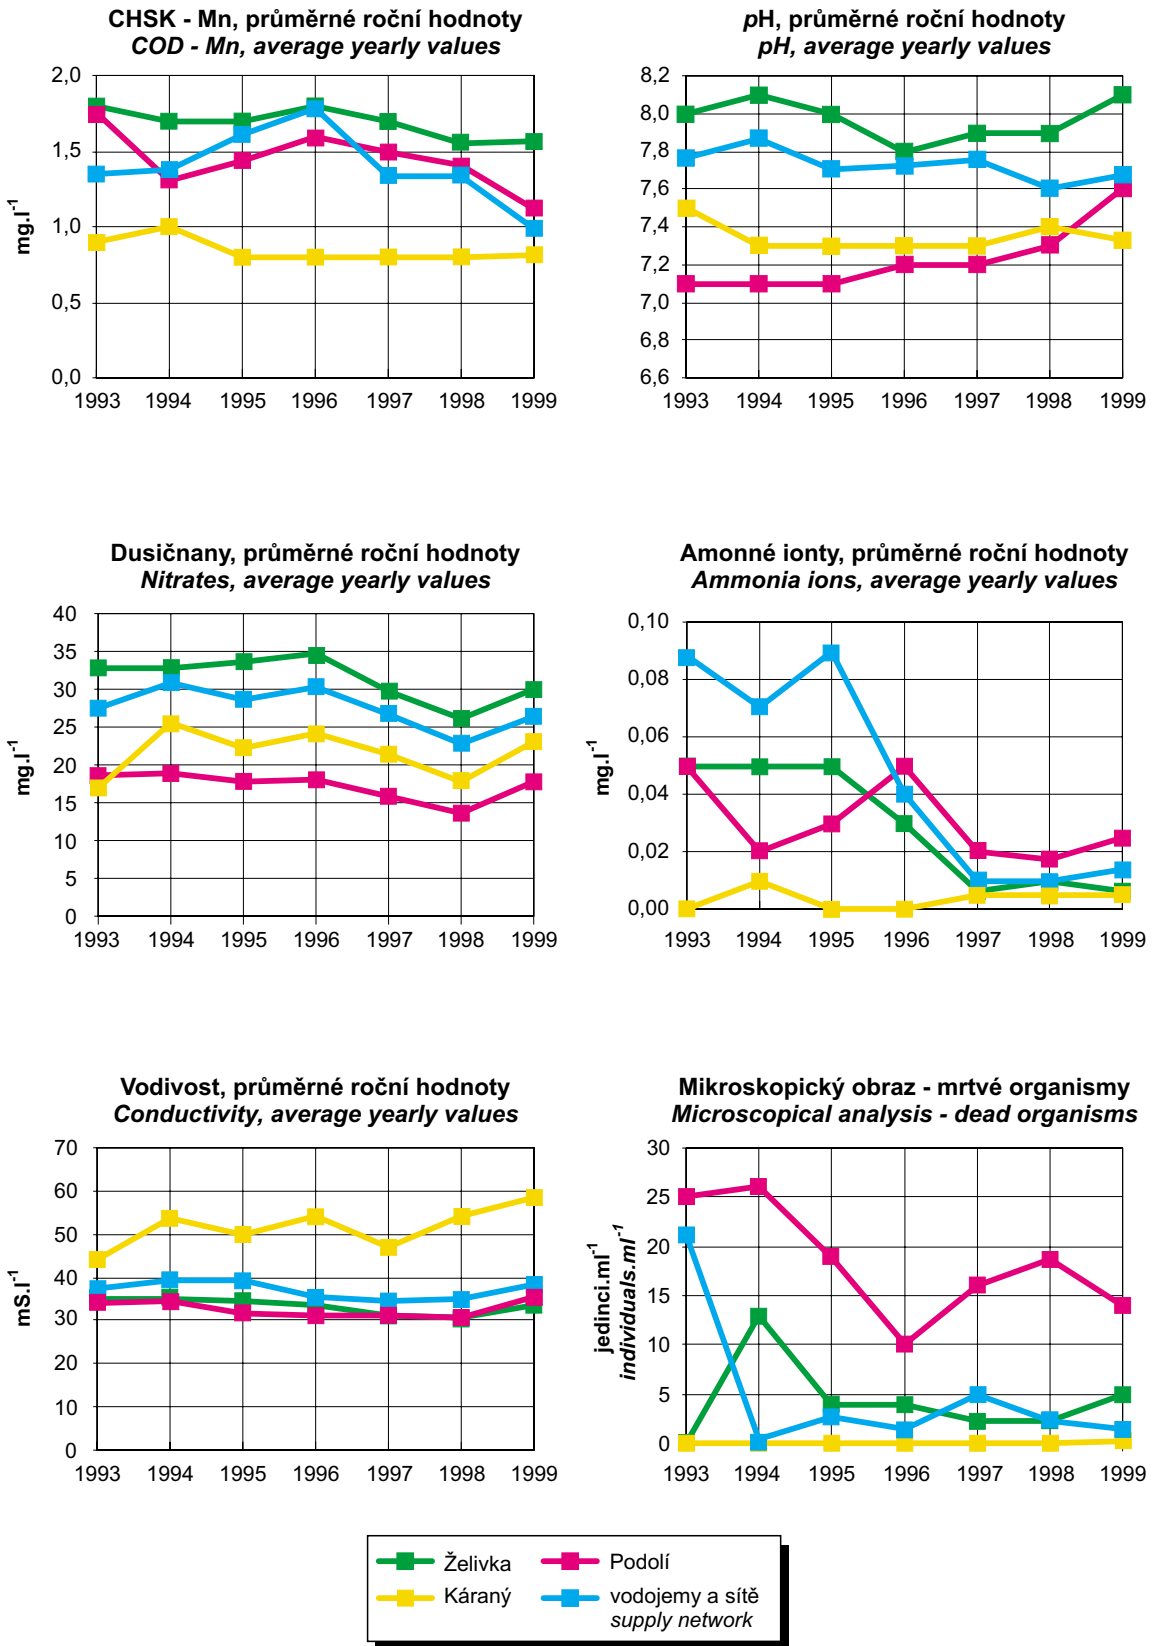 CHSK - Mn, průměrné roční hodnoty
COD - Mn, average yearly values
2,0
1,5
1,0
0,5
0,0
mg.l-1
1993 1994 1995 1996 1997 1998 1999
pH, průměrné roční hodnoty
pH, average yearly values
8,2
8,0
7,8
7,6
7,4
7,2
7,0
6,8
6,6
1993 1994 1995 1996 1997 1998 1999
Dusičnany, průměrné roční hodnoty
Nitrates, average yearly values
40
35
30
25
20
15
10
5
0
mg.l-1
1993 1994 1995 1996 1997 1998 1999
Amonné ionty, průměrné roční hodnoty
Ammonia ions, average yearly values
0,10
0,08
0,06
0,04
0,02
0,00
mg.l-1
1993 1994 1995 1996 1997 1998 1999
Vodivost, průměrné roční hodnoty
Conductivity, average yearly values
70
60
50
40
30
20
10
0
mS.l-1
1993 1994 1995 1996 1997 1998 1999
Mikroskopický obraz - mrtvé organismy
Microscopical analysis - dead organisms
30
25
20
15
10
5
0
jedinci.ml-1
individuals.ml-1
1993 1994 1995 1996 1997 1998 1999
Želivka
Podolí
Káraný
vodojemy a sítě
supply network